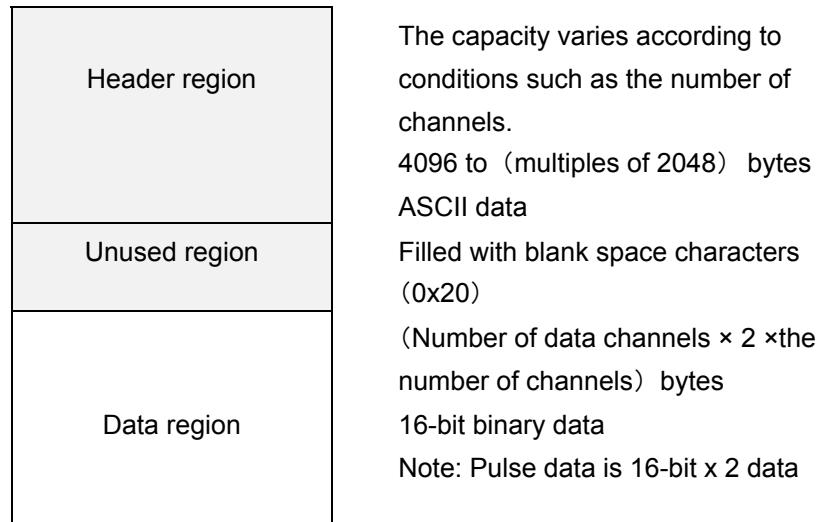 Header region
The capacity varies according to
conditions such as the number of
channels.
4096 to（multiples of 2048） bytes
ASCII data
Unused region
Filled with blank space characters
（0x20）
Data region
（Number of data channels × 2 ×the
number of channels）bytes
16-bit binary data
Note: Pulse data is 16-bit x 2 data